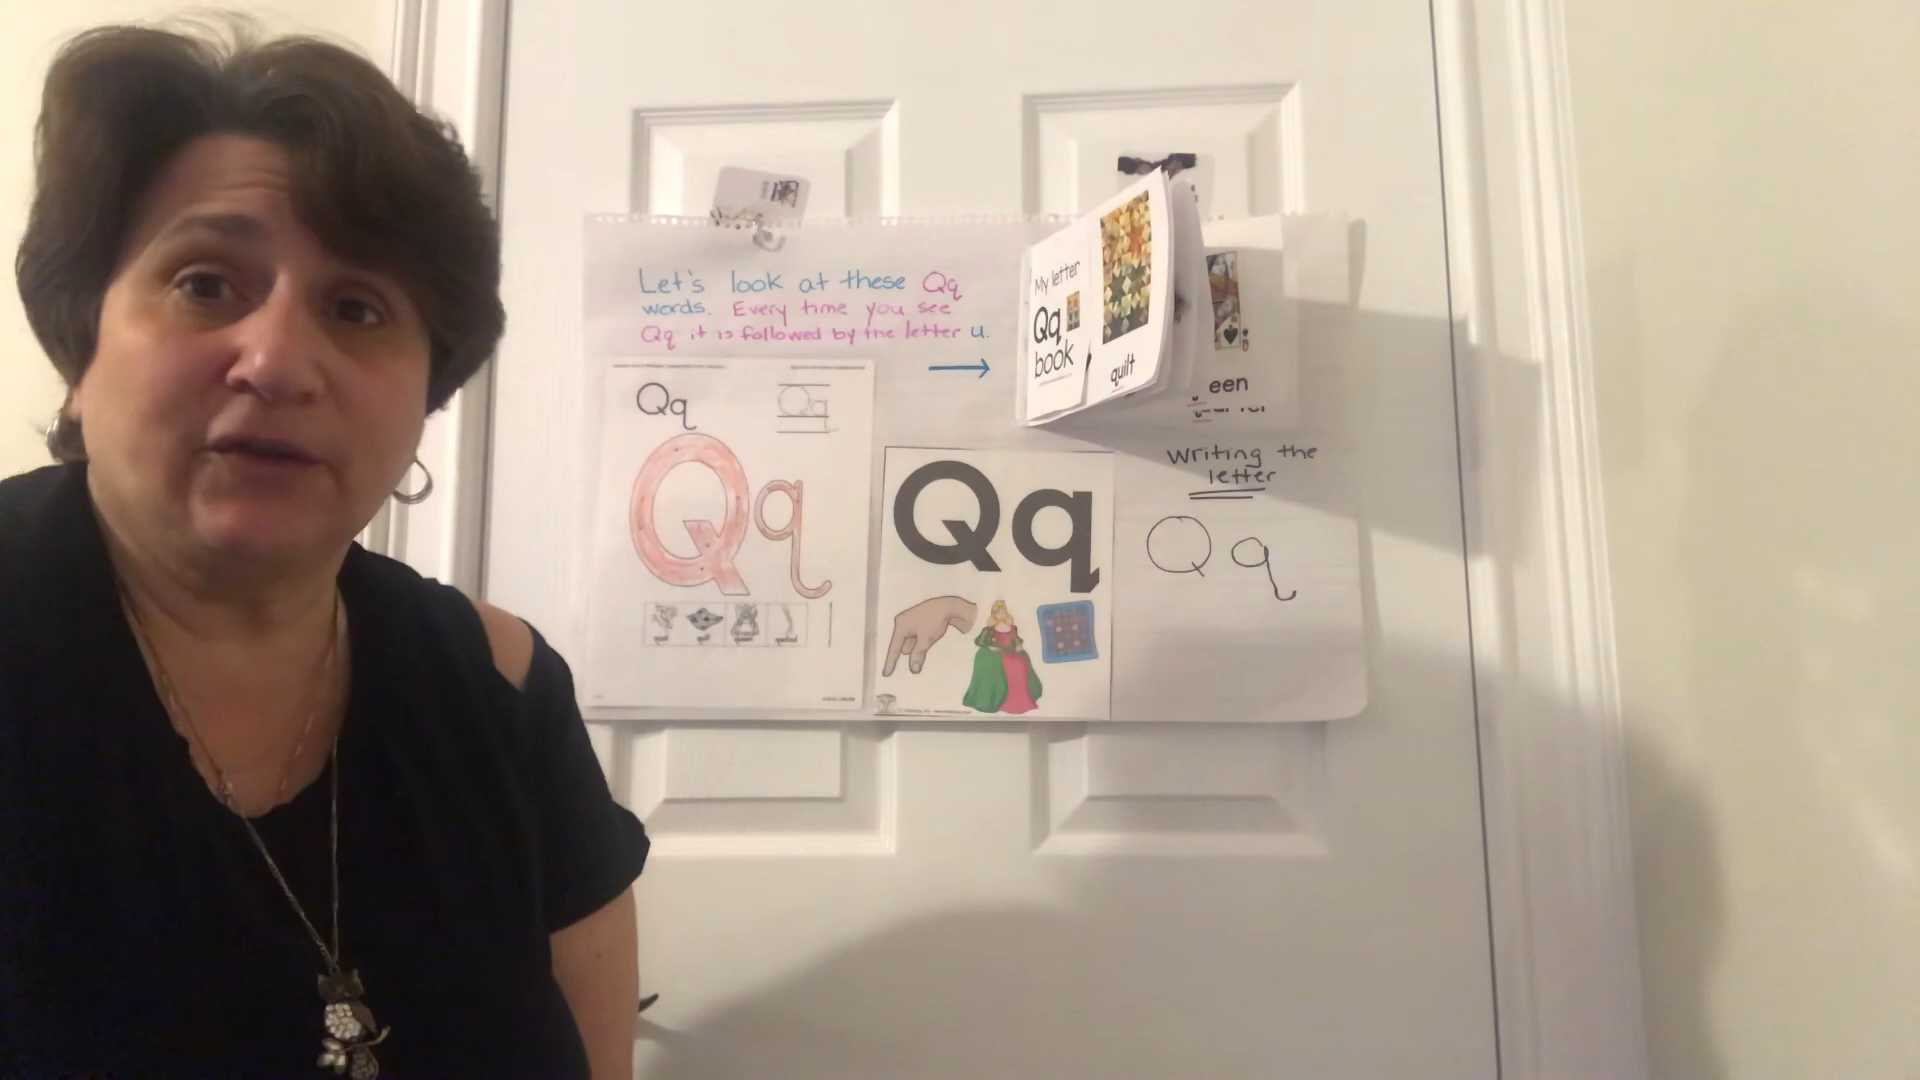 Let's look at these Qq
words. Every time you see
Qq it is followed by the letter u.
My letter
Qq
book
quilt
een
Qq
Qq
Qq
Qq
writing the
letter
Q q